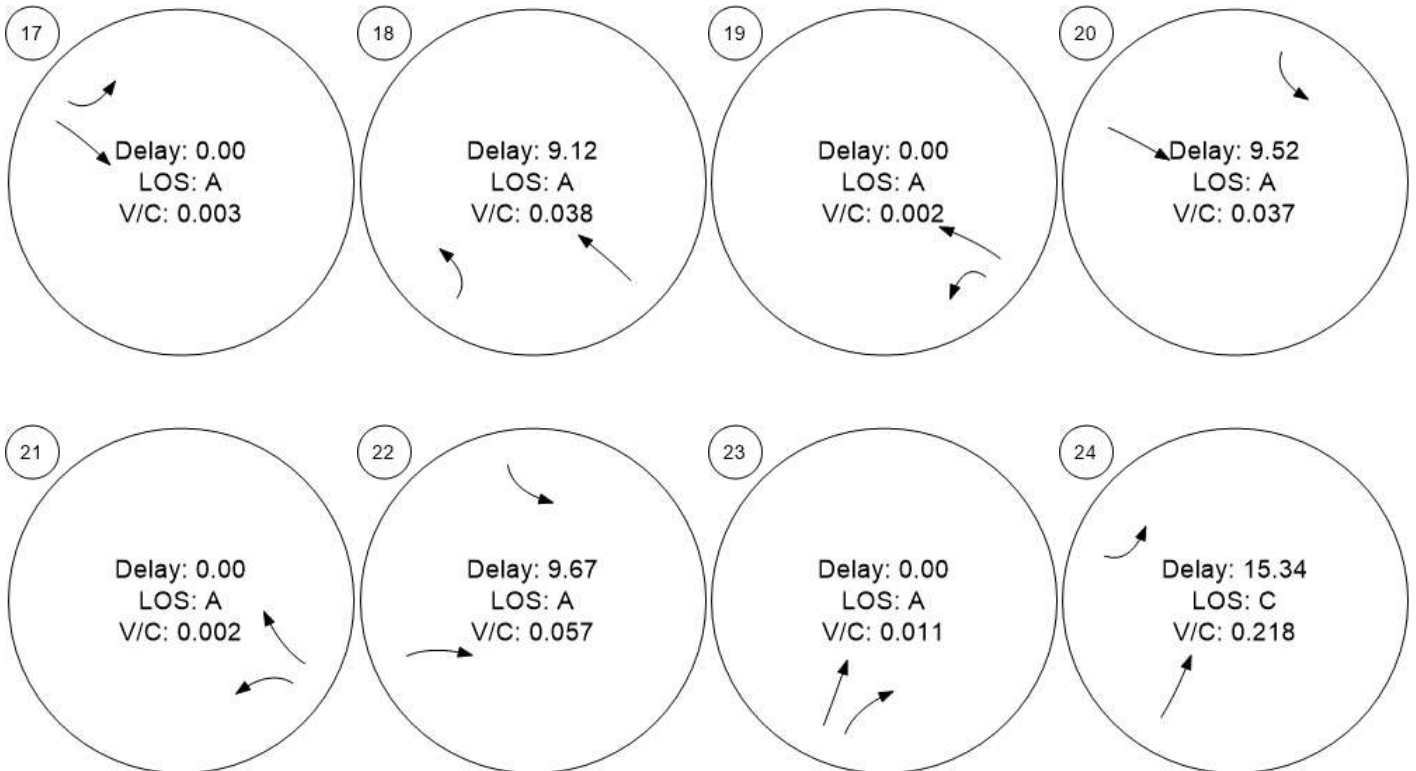 17
Delay: 0.00
LOS: A
V/C: 0.003
18
Delay: 9.12
LOS: A
V/C: 0.038
19
Delay: 0.00
LOS: A
V/C: 0.002
20
Delay: 9.52
LOS: A
V/C: 0.037
21
Delay: 0.00
LOS: A
V/C: 0.002
22
Delay: 9.67
LOS: A
V/C: 0.057
23
Delay: 0.00
LOS: A
V/C: 0.011
24
Delay: 15.34
LOS: C
V/C: 0.218